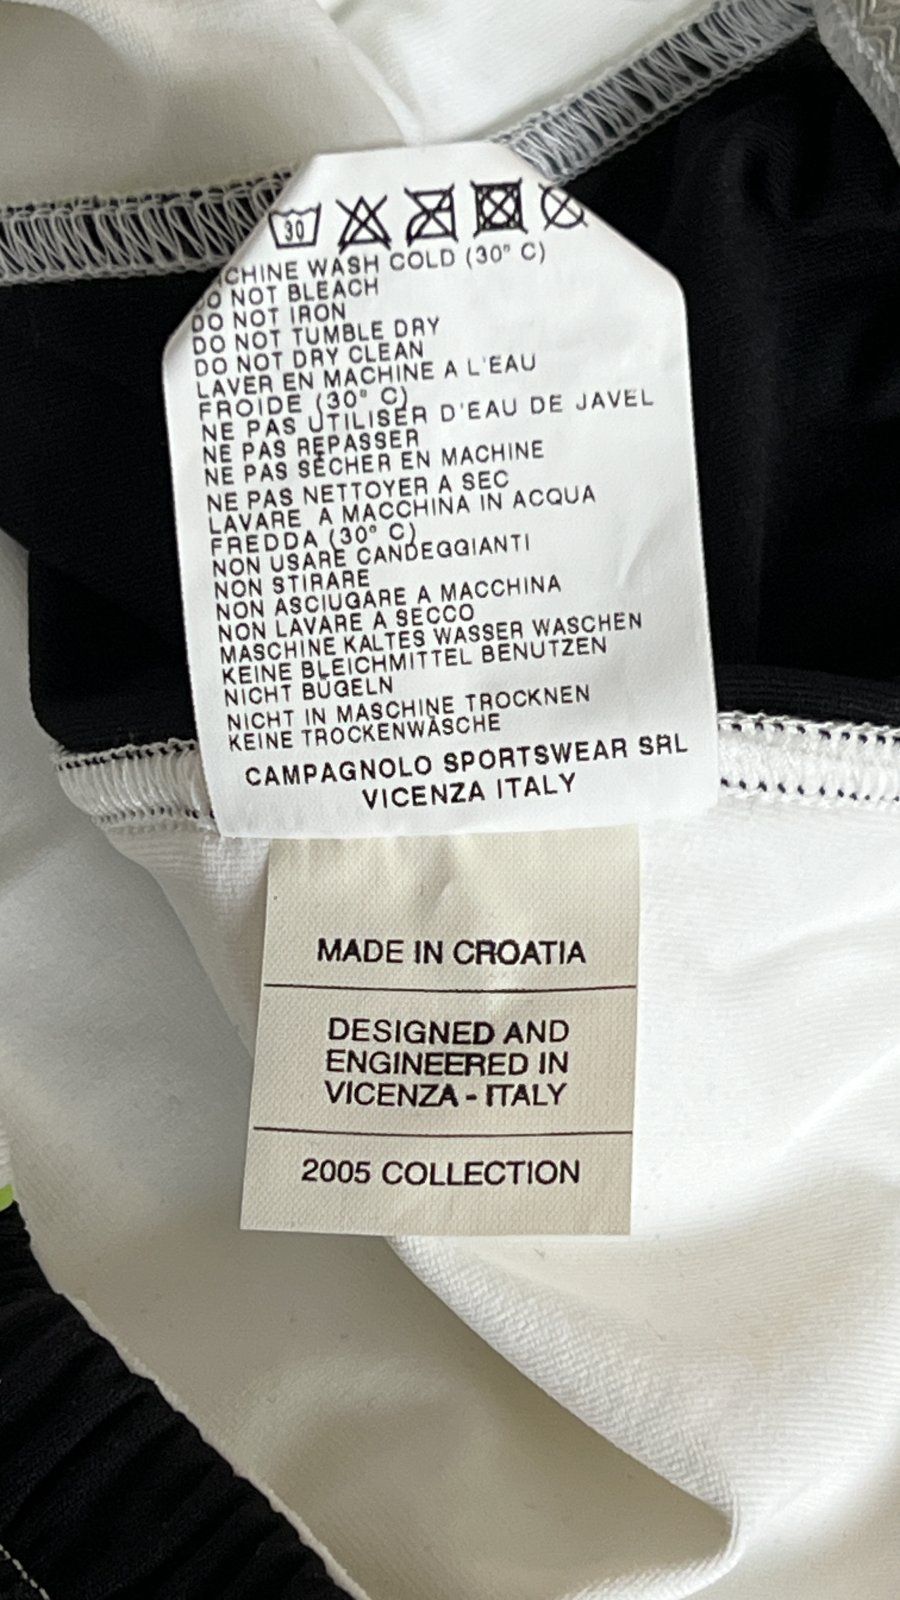 30
CHINE WASH COLD (30° C)
DO NOT BLEACH
DO NOT IRON
DO NOT TUMBLE DRY
DO NOT DRY CLEAN
LAVER EN MACHINE A L'EAU
FROIDE (30° C)
NE PAS UTILISER D'EAU DE JAVEL
NE PAS REPASSER
NE PAS SÊCHER EN MACHINE
NE PAS NETTOYER A SEC
LAVARE A MACCHINA IN ACQUA
FREDDA (30° C)
NON USARE CANDEGGIANTI
NON STIRARE
NON ASCIUGARE A MACCHINA
NON LAVARE A SECCO
MASCHINE KALTES WASSER WASCHEN
KEINE BLEICHMITTEL BENUTZEN
NICHT BÜGELN
NICHT IN MASCHINE TROCKNEN
KEINE TROCKENWÄSCHE
CAMPAGNOLO SPORTSWEAR SRL
VICENZA ITALY
MADE IN CROATIA
DESIGNED AND
ENGINEERED IN
VICENZA - ITALY
2005 COLLECTION